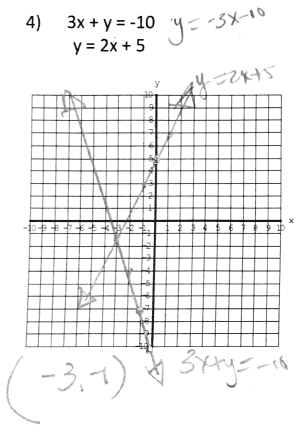 4) 3x + y = -10 y = -3x-10
y = 2x + 5
y = 2x+5
y
10
9
8
7
6
5
4
3
2
1
x
-10 -9 -8 -7 -6 -5 -4 -3 -2 -1 1 2 3 4 5 6 7 8 9 10
-1
-2
-3
-4
-5
-6
-7
-8
-9
-10
(-3, -1) 3x+y=-10